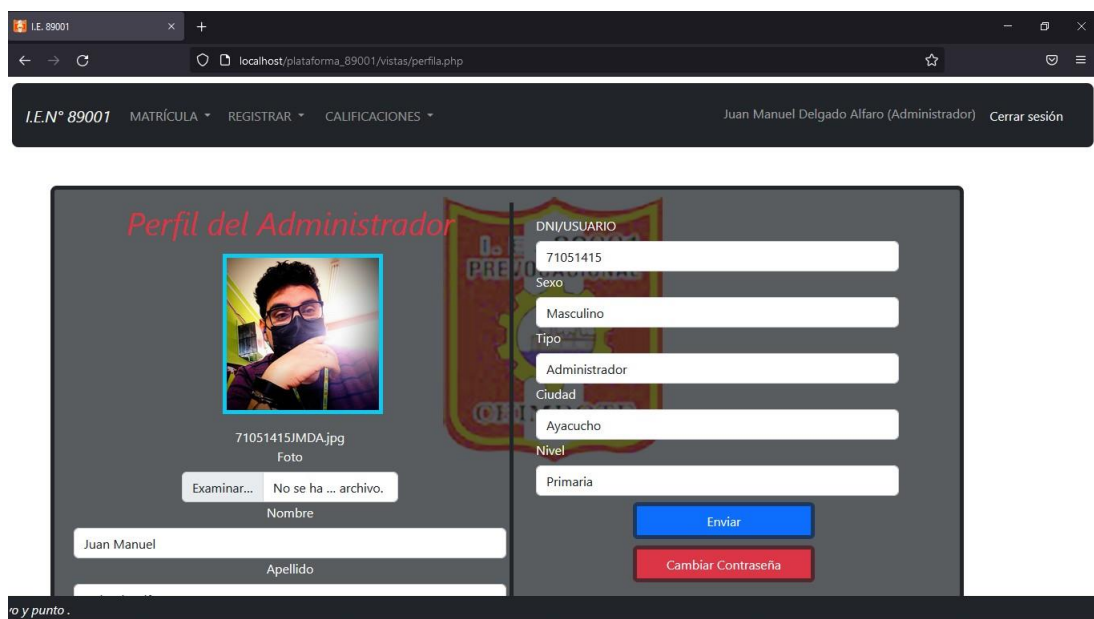 I.E. 89001
localhost/plataforma_89001/vistas/perfila.php
I.E.N° 89001 MATRÍCULA REGISTRAR CALIFICACIONES Juan Manuel Delgado Alfaro (Administrador) Cerrar sesión
Perfil del Administrador
71051415JMDA.jpg
Foto
Examinar... No se ha ... archivo.
Nombre
Juan Manuel
Apellido
DNI/USUARIO
71051415
Sexo
Masculino
Tipo
Administrador
Ciudad
Ayacucho
Nivel
Primaria
Enviar
Cambiar Contraseña
y punto .